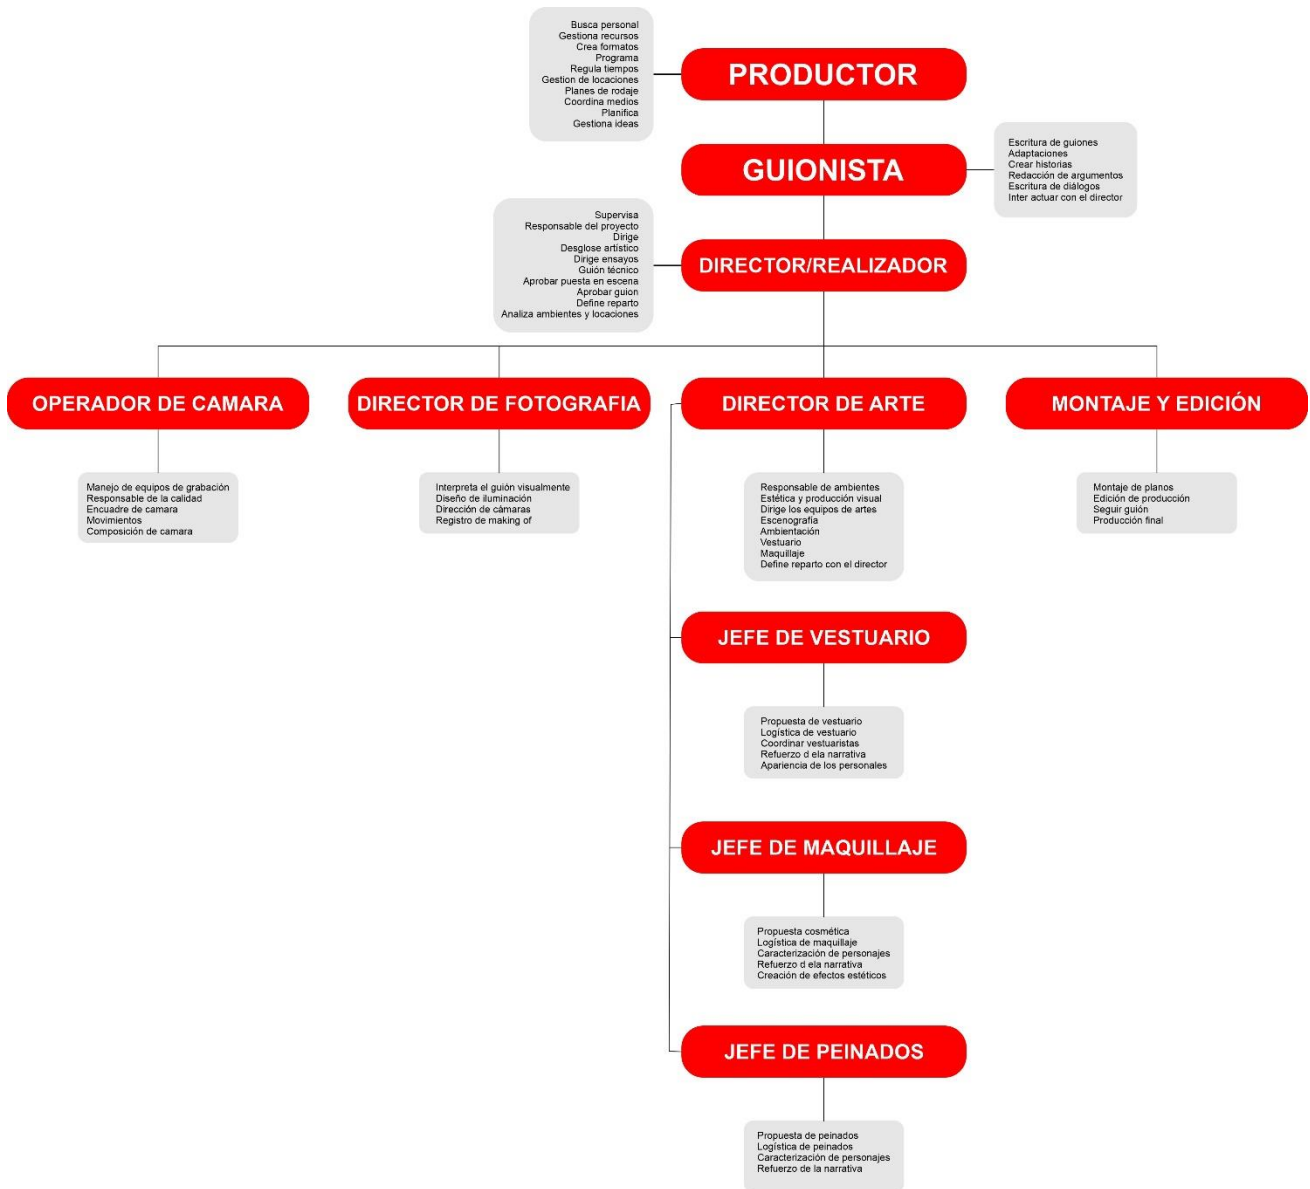 Busca personal
Gestiona recursos
Crea formatos
Programa
Regula tiempos
Gestion de locaciones
Planes de rodaje
Coordina medios
Planifica
Gestiona ideas
PRODUCTOR
GUIONISTA
Escritura de guiones
Adaptaciones
Crear historias
Redacción de argumentos
Escritura de diálogos
Inter actuar con el director
Supervisa
Responsable del proyecto
Dirige
Desglose artístico
Dirige ensayos
Guión técnico
Aprobar puesta en escena
Aprobar guion
Define reparto
Analiza ambientes y locaciones
DIRECTOR/REALIZADOR
OPERADOR DE CAMARA
Manejo de equipos de grabación
Responsable de la calidad
Encuadre de camara
Movimientos
Composición de camara
DIRECTOR DE FOTOGRAFIA
Interpreta el guión visualmente
Diseño de iluminación
Dirección de cámaras
Registro de making of
DIRECTOR DE ARTE
Responsable de ambientes
Estética y producción visual
Dirige los equipos de artes
Escenografía
Ambientación
Vestuario
Maquillaje
Define reparto con el director
MONTAJE Y EDICIÓN
Montaje de planos
Edición de producción
Seguir guión
Producción final
JEFE DE VESTUARIO
Propuesta de vestuario
Logística de vestuario
Coordinar vestuaristas
Refuerzo d ela narrativa
Apariencia de los personales
JEFE DE MAQUILLAJE
Propuesta cosmética
Logística de maquillaje
Caracterización de personajes
Refuerzo d ela narrativa
Creación de efectos estéticos
JEFE DE PEINADOS
Propuesta de peinados
Logística de peinados
Caracterización de personajes
Refuerzo de la narrativa